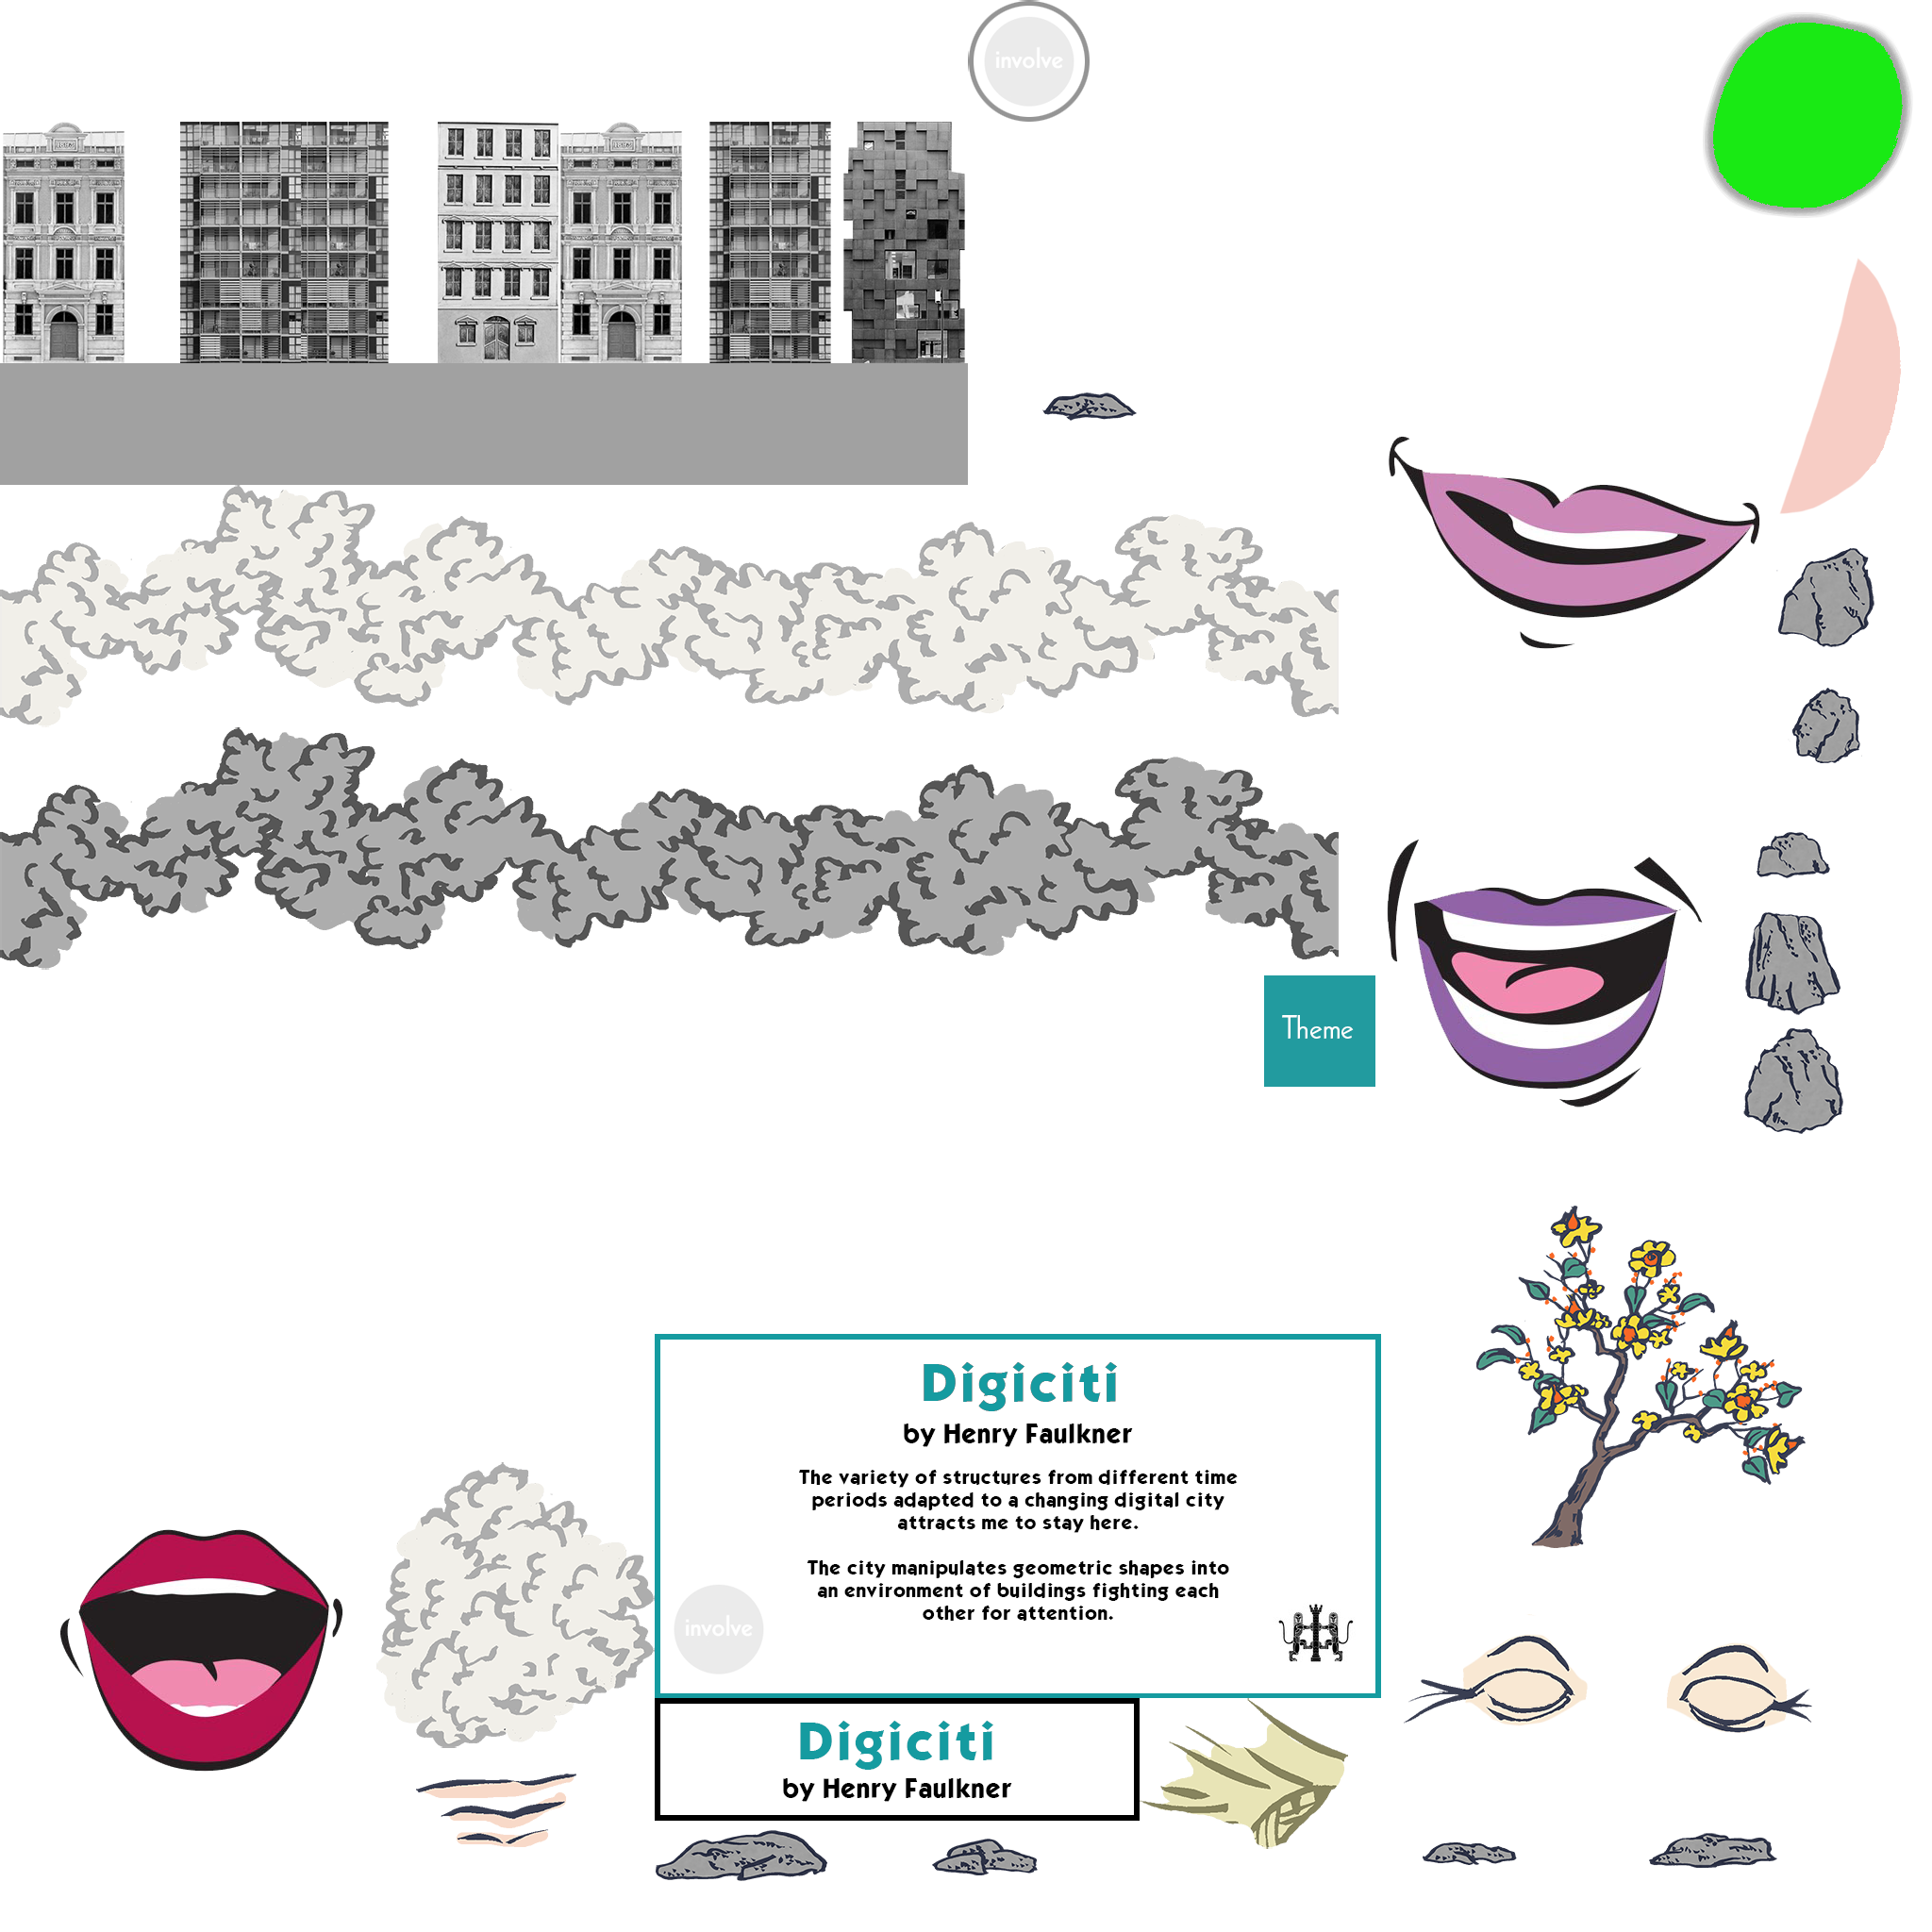 involve
Theme
Digiciti
by Henry Faulkner
The variety of structures from different time
periods adapted to a changing digital city
attracts me to stay here.
The city manipulates geometric shapes into
an environment of buildings fighting each
other for attention.
involve
Digiciti
by Henry Faulkner